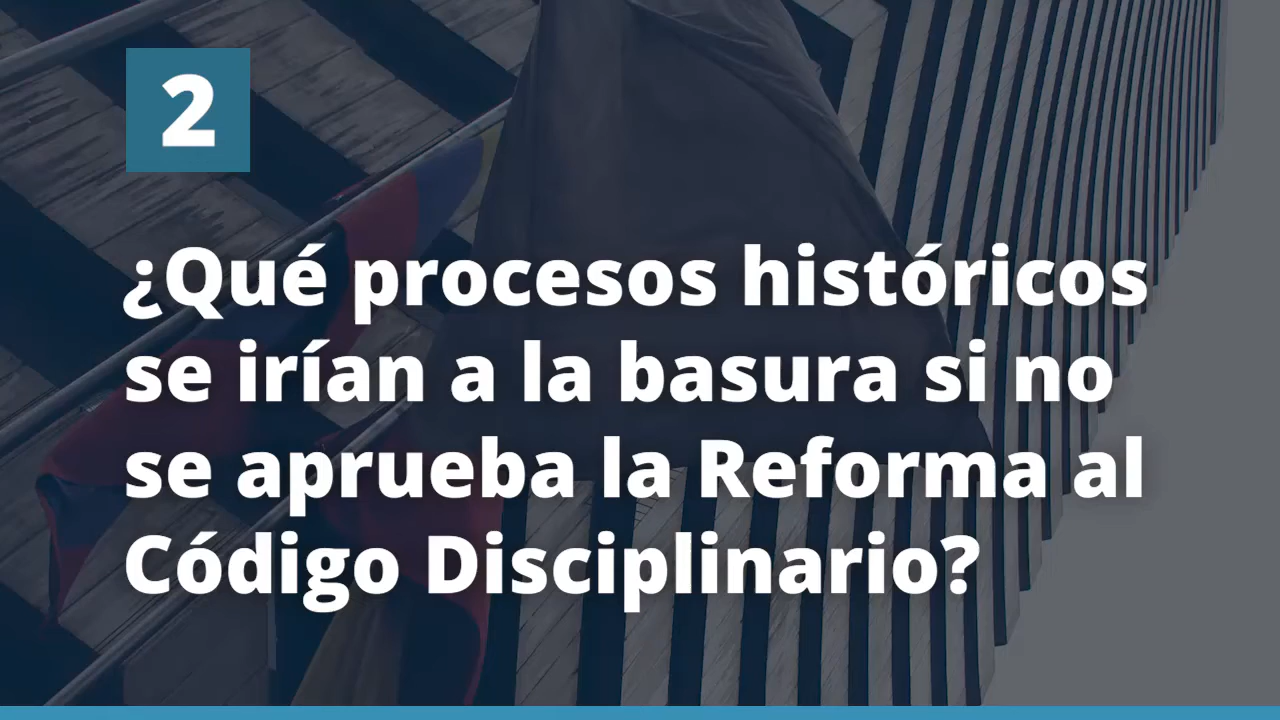 2
¿Qué procesos históricos
se irían a la basura si no
se aprueba la Reforma al
Código Disciplinario?